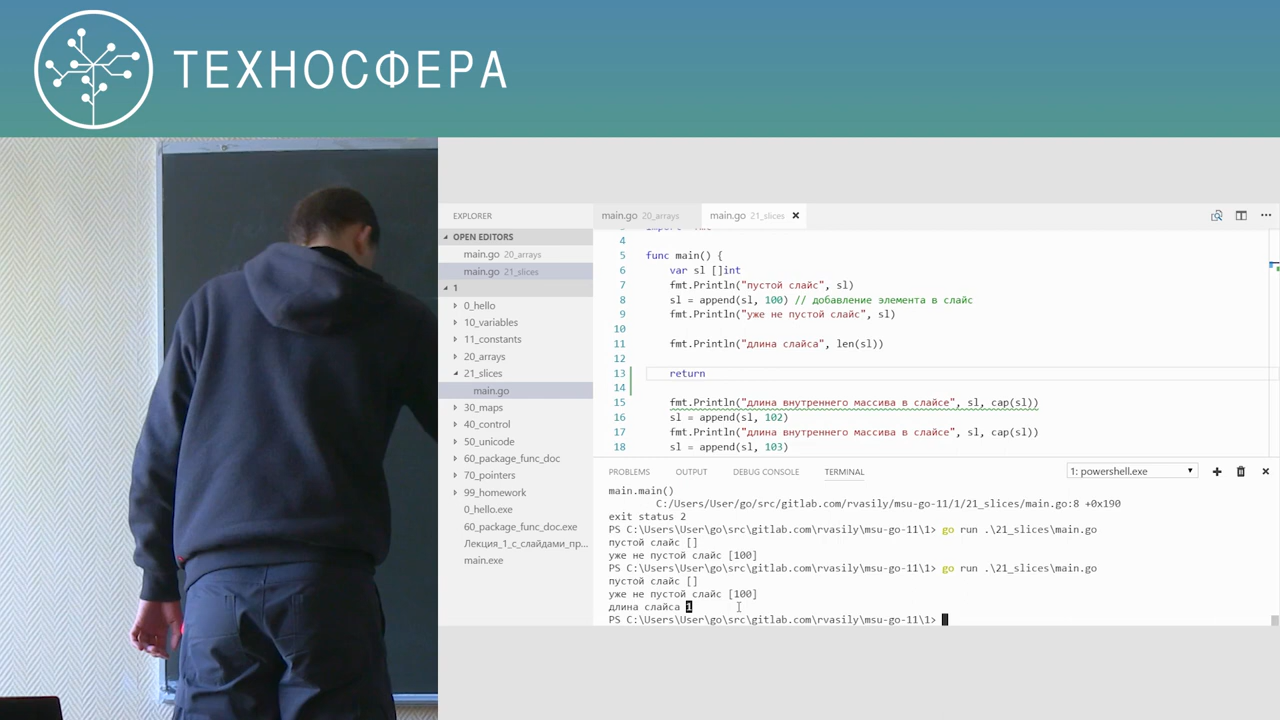 ТЕХНОСФЕРА
EXPLORER
OPEN EDITORS
main.go 20_arrays
main.go 21_slices
1
0_hello
10_variables
11_constants
20_arrays
21_slices
main.go
30_maps
40_control
50_unicode
60_package_func_doc
70_pointers
99_homework
0_hello.exe
60_package_func_doc.exe
Лекция_1_с_слайдами_пр...
main.exe
main.go 20_arrays
main.go 21_slices
4
5 func main() {
6 var sl []int
7 fmt.Println("пустой слайс", sl)
8 sl = append(sl, 100) // добавление элемента в слайс
9 fmt.Println("уже не пустой слайс", sl)
10
11 fmt.Println("длина слайса", len(sl))
12
13 return
14
15 fmt.Println("длина внутреннего массива в слайсе", sl, cap(sl))
16 sl = append(sl, 102)
17 fmt.Println("длина внутреннего массива в слайсе", sl, cap(sl))
18 sl = append(sl, 103)
PROBLEMS OUTPUT DEBUG CONSOLE TERMINAL 1: powershell.exe
main.main()
C:/Users/User/go/src/gitlab.com/rvasily/msu-go-11/1/21_slices/main.go:8 +0x190
exit status 2
PS C:\Users\User\go\src\gitlab.com\rvasily\msu-go-11\1> go run .\21_slices\main.go
пустой слайс []
уже не пустой слайс [100]
PS C:\Users\User\go\src\gitlab.com\rvasily\msu-go-11\1> go run .\21_slices\main.go
пустой слайс []
уже не пустой слайс [100]
длина слайса 1
PS C:\Users\User\go\src\gitlab.com\rvasily\msu-go-11\1>